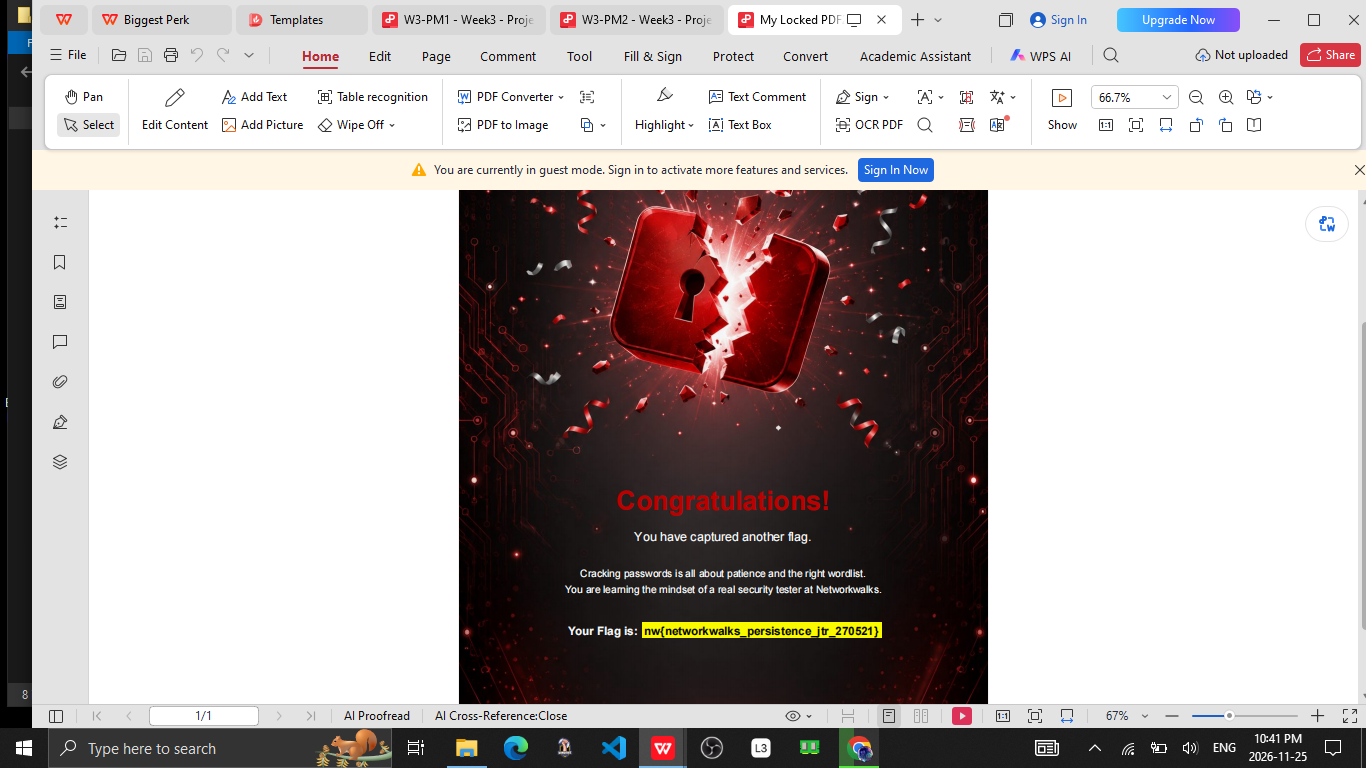 Biggest Perk
Templates
W3-PM1 - Week3 - Proje
W3-PM2 - Week3 - Proje
My Locked PDF
Sign In
Upgrade Now
File
Home
Edit
Page
Comment
Tool
Fill & Sign
Protect
Convert
Academic Assistant
WPS AI
Not uploaded
Share
Pan
Add Text
Table recognition
PDF Converter
Text Comment
Sign
66.7%
Select
Edit Content
Add Picture
Wipe Off
PDF to Image
Highlight
Text Box
OCR PDF
Show
You are currently in guest mode. Sign in to activate more features and services.
Sign In Now
Congratulations!
You have captured another flag.
Cracking passwords is all about patience and the right wordlist.
You are learning the mindset of a real security tester at Networkwalks.
Your Flag is: nw{networkwalks_persistence_jtr_270521}
8
1/1
AI Proofread
AI Cross-Reference:Close
67%
Type here to search
L3
ENG
10:41 PM
2026-11-25